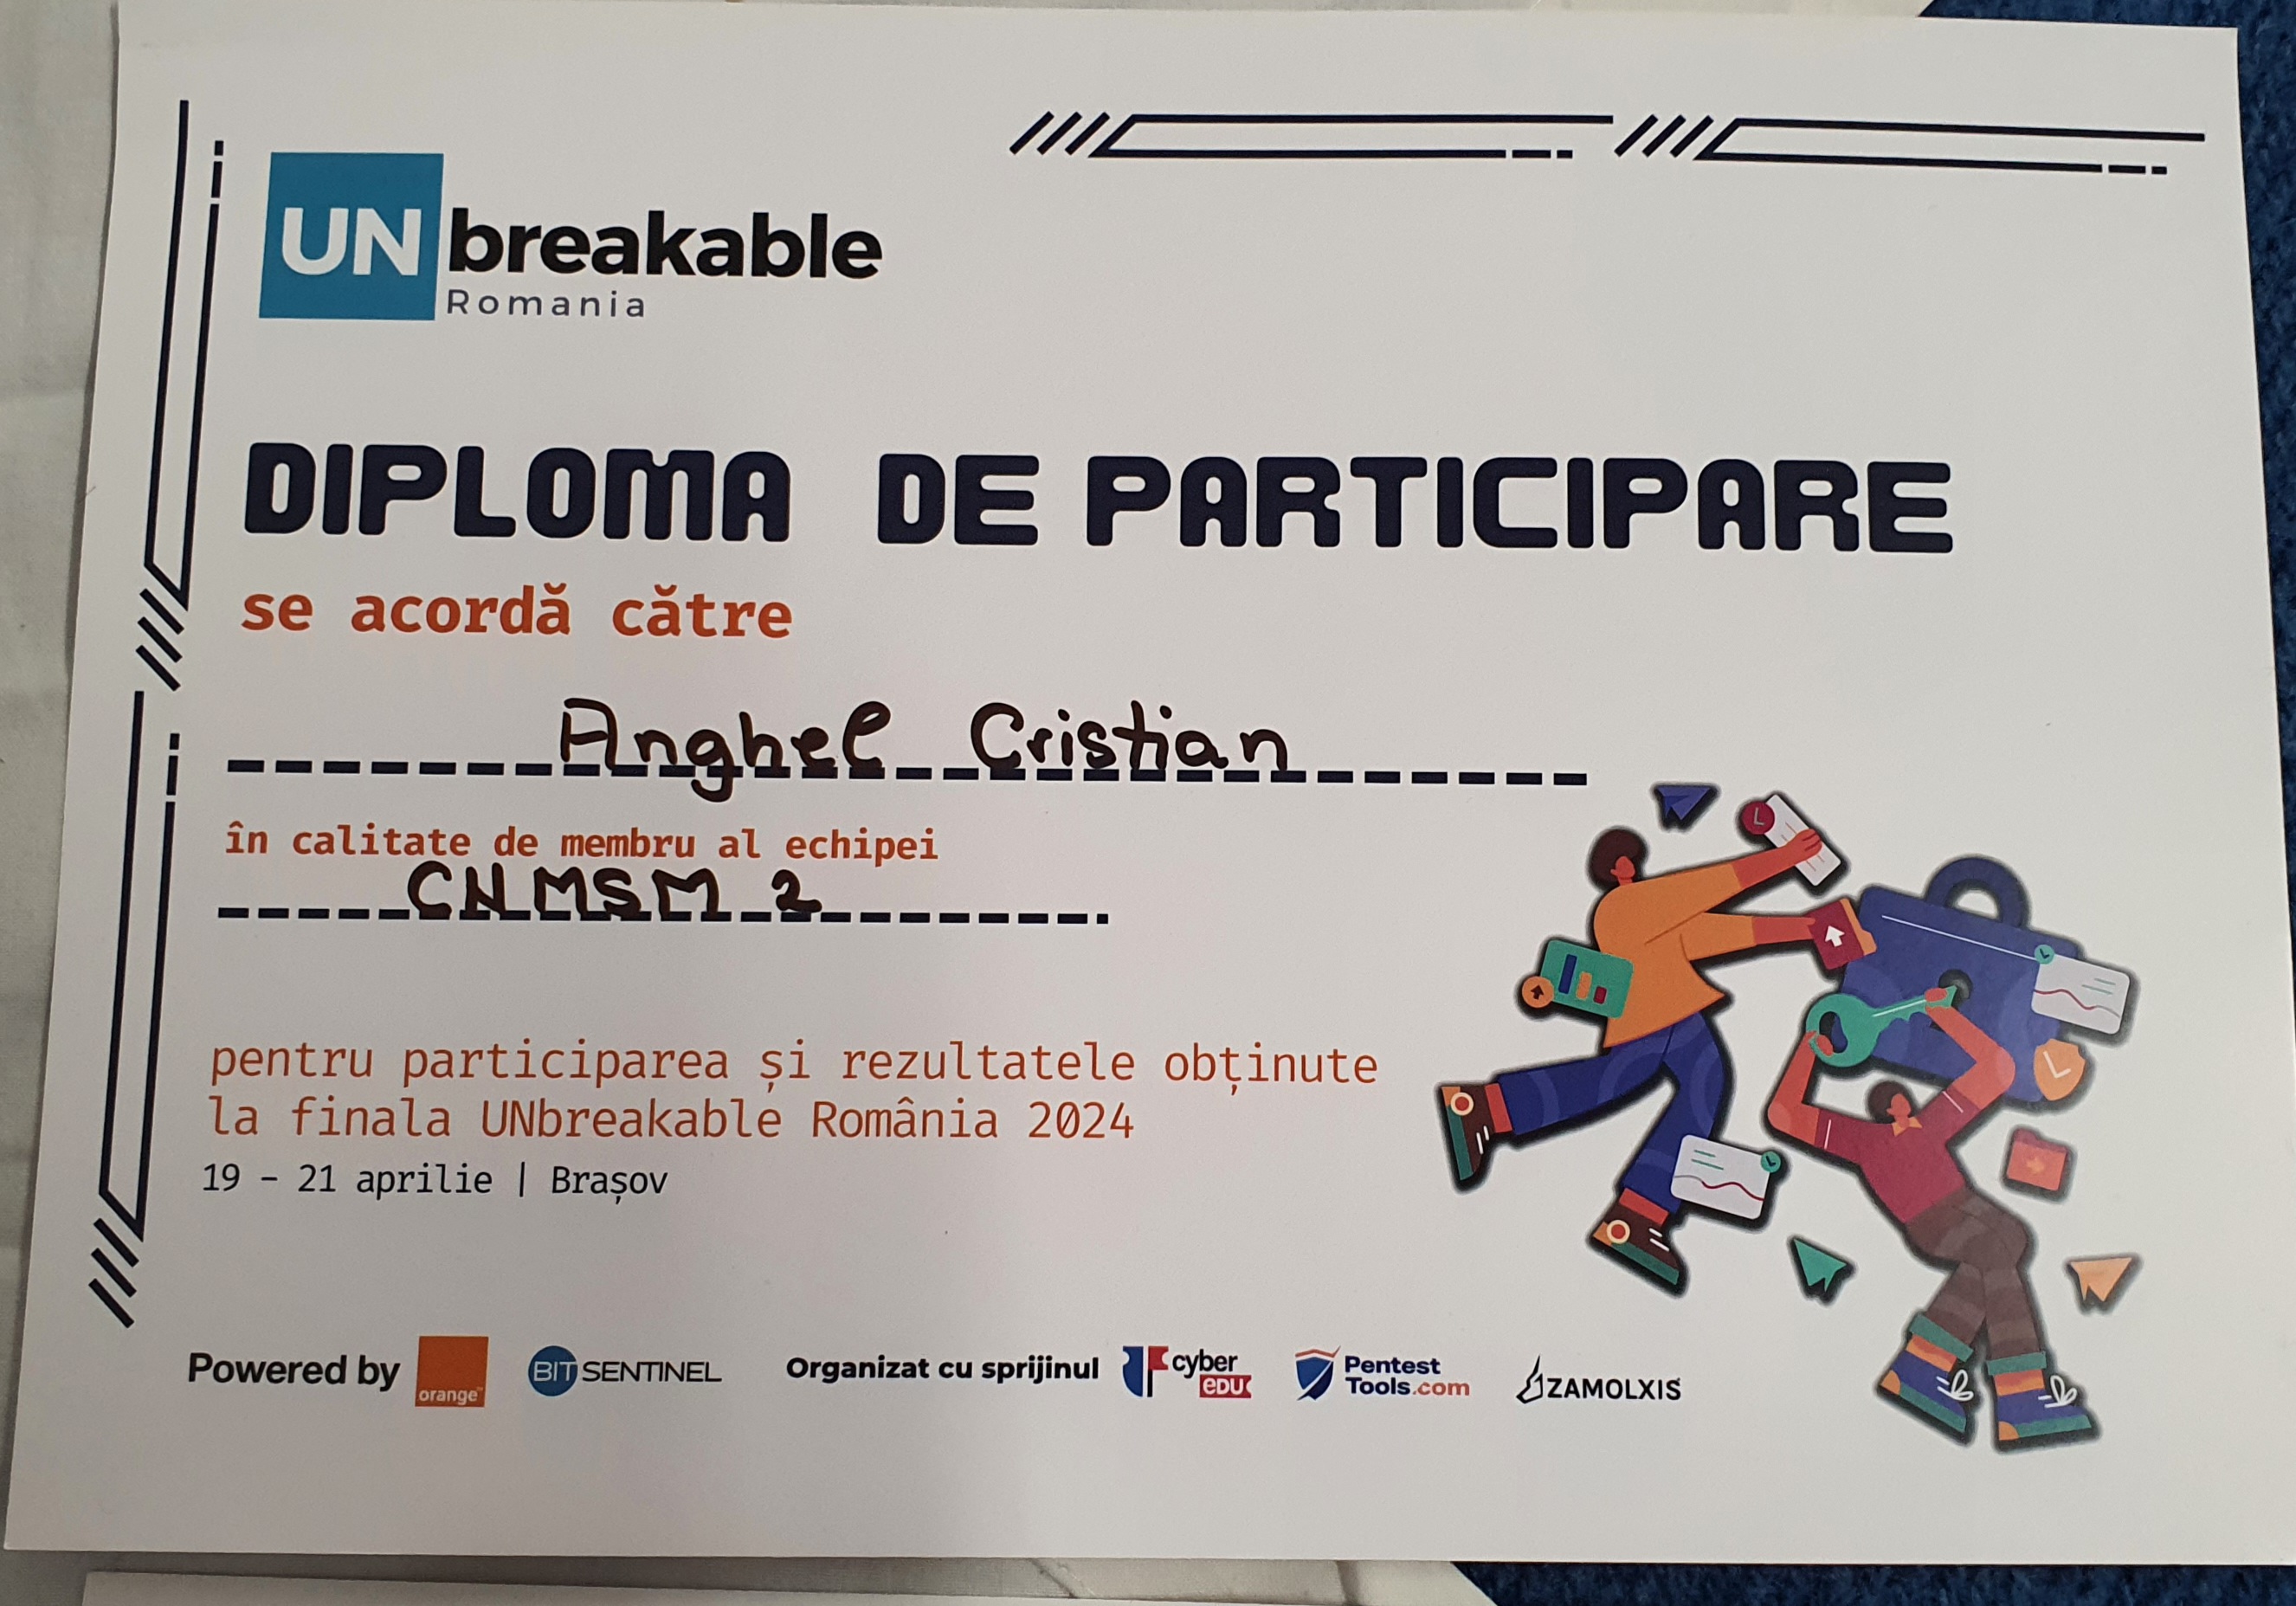 UNbreakable
Romania
DIPLOMA DE PARTICIPARE
se acordă către
Anghel Cristian
în calitate de membru al echipei
CNMSM 2
pentru participarea și rezultatele obținute
la finala UNbreakable România 2024
19 - 21 aprilie | Brașov
Powered by orange™ BIT SENTINEL Organizat cu sprijinul cyber EDU Pentest Tools.com ZAMOLXIS